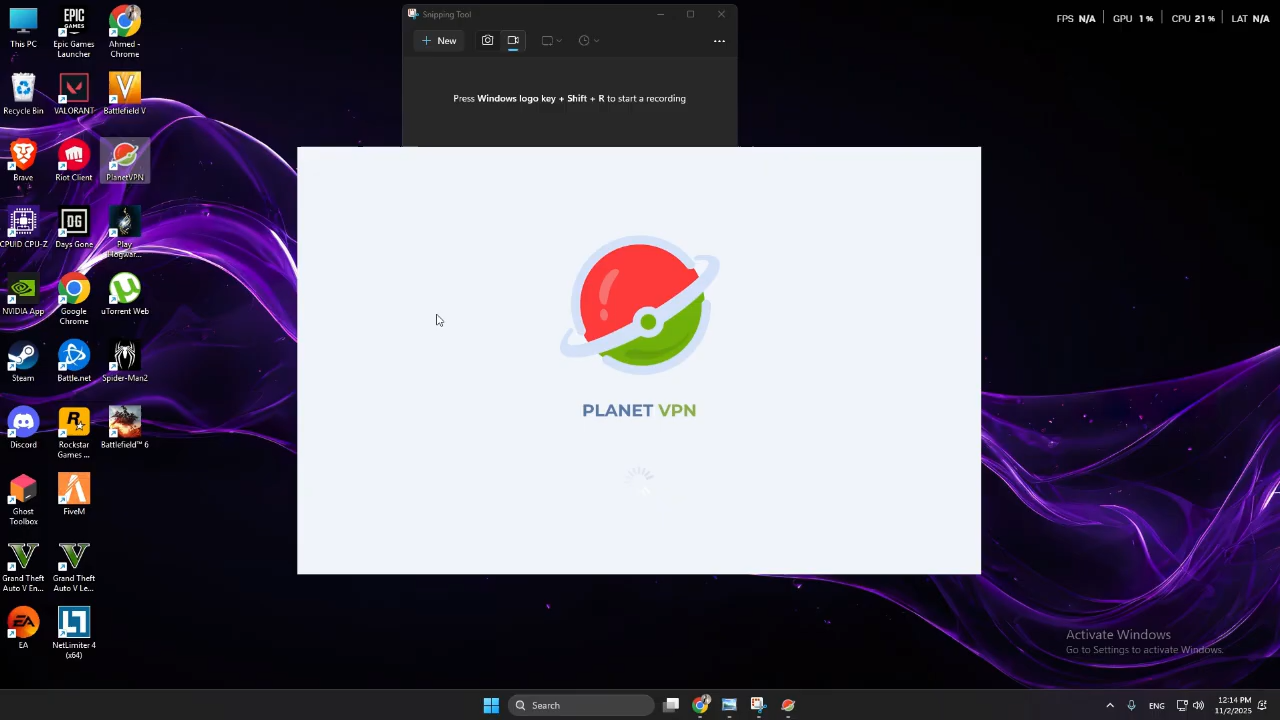 This PC
Epic Games
Launcher
Ahmed -
Chrome
Recycle Bin
VALORANT
Battlefield V
Brave
Riot Client
PlanetVPN
CPUID CPU-Z
Days Gone
Play
Hogwar...
NVIDIA App
Google
Chrome
uTorrent Web
Steam
Battle.net
Spider-Man2
Discord
Rockstar
Games ...
Battlefield™ 6
Ghost
Toolbox
FiveM
Grand Theft
Auto V En...
Grand Theft
Auto V Le...
EA
NetLimiter 4
(x64)
Snipping Tool
New
Press Windows logo key + Shift + R to start a recording
FPS N/A
GPU 1 %
CPU 21 %
LAT N/A
PLANET VPN
Activate Windows
Go to Settings to activate Windows.
Search
ENG
12:14 PM
11/2/2025